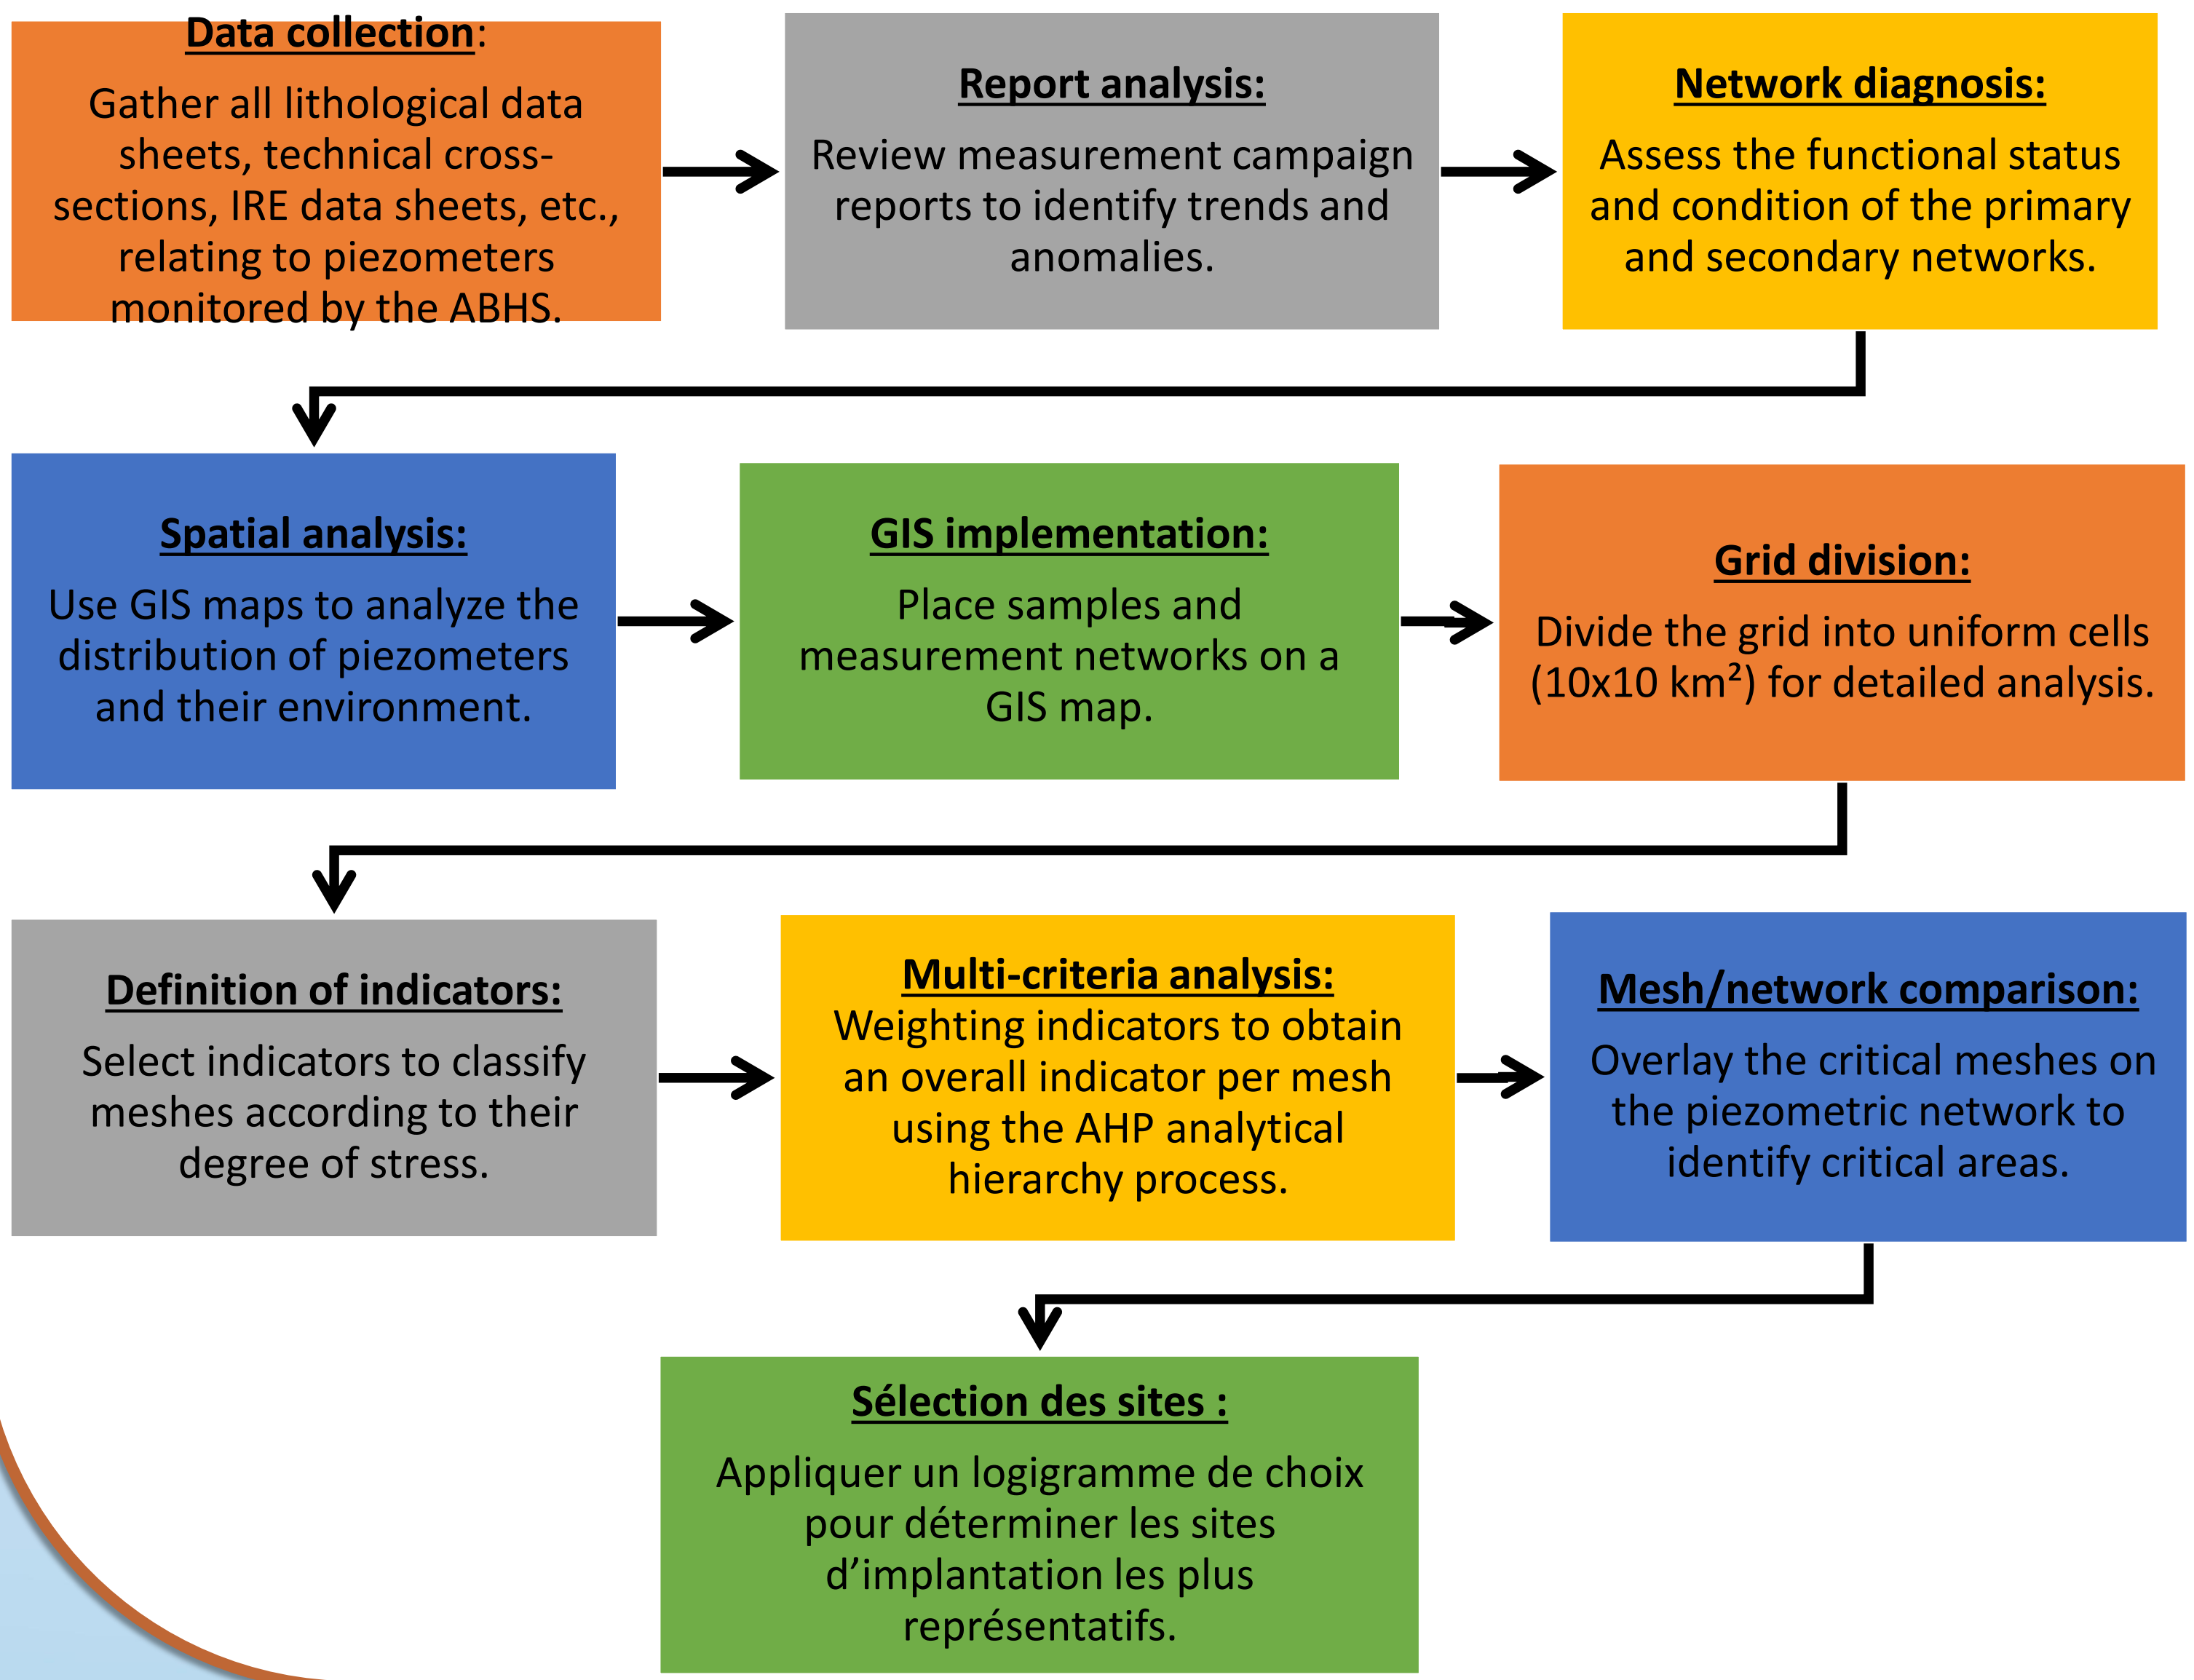 Data collection:
Gather all lithological data
sheets, technical cross-
sections, IRE data sheets, etc.,
relating to piezometers
monitored by the ABHS.
Report analysis:
Review measurement campaign
reports to identify trends and
anomalies.
Network diagnosis:
Assess the functional status
and condition of the primary
and secondary networks.
Spatial analysis:
Use GIS maps to analyze the
distribution of piezometers
and their environment.
GIS implementation:
Place samples and
measurement networks on a
GIS map.
Grid division:
Divide the grid into uniform cells
(10x10 km²) for detailed analysis.
Definition of indicators:
Select indicators to classify
meshes according to their
degree of stress.
Multi-criteria analysis:
Weighting indicators to obtain
an overall indicator per mesh
using the AHP analytical
hierarchy process.
Mesh/network comparison:
Overlay the critical meshes on
the piezometric network to
identify critical areas.
Sélection des sites :
Appliquer un logigramme de choix
pour déterminer les sites
d’implantation les plus
représentatifs.